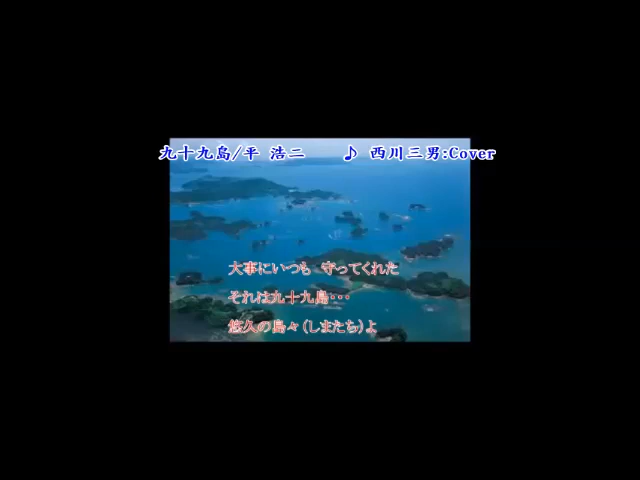 九十九島/平 浩二　　♪ 西川三男:Cover
大事にいつも　守ってくれた
それは九十九島･･･
悠久の島々(しまたち)よ